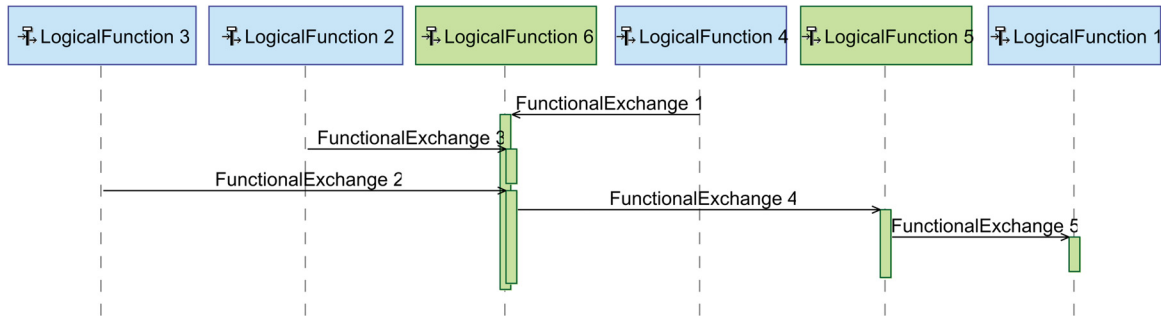 LogicalFunction 3
LogicalFunction 2
LogicalFunction 6
LogicalFunction 4
LogicalFunction 5
LogicalFunction 1
FunctionalExchange 1
FunctionalExchange 3
FunctionalExchange 2
FunctionalExchange 4
FunctionalExchange 5